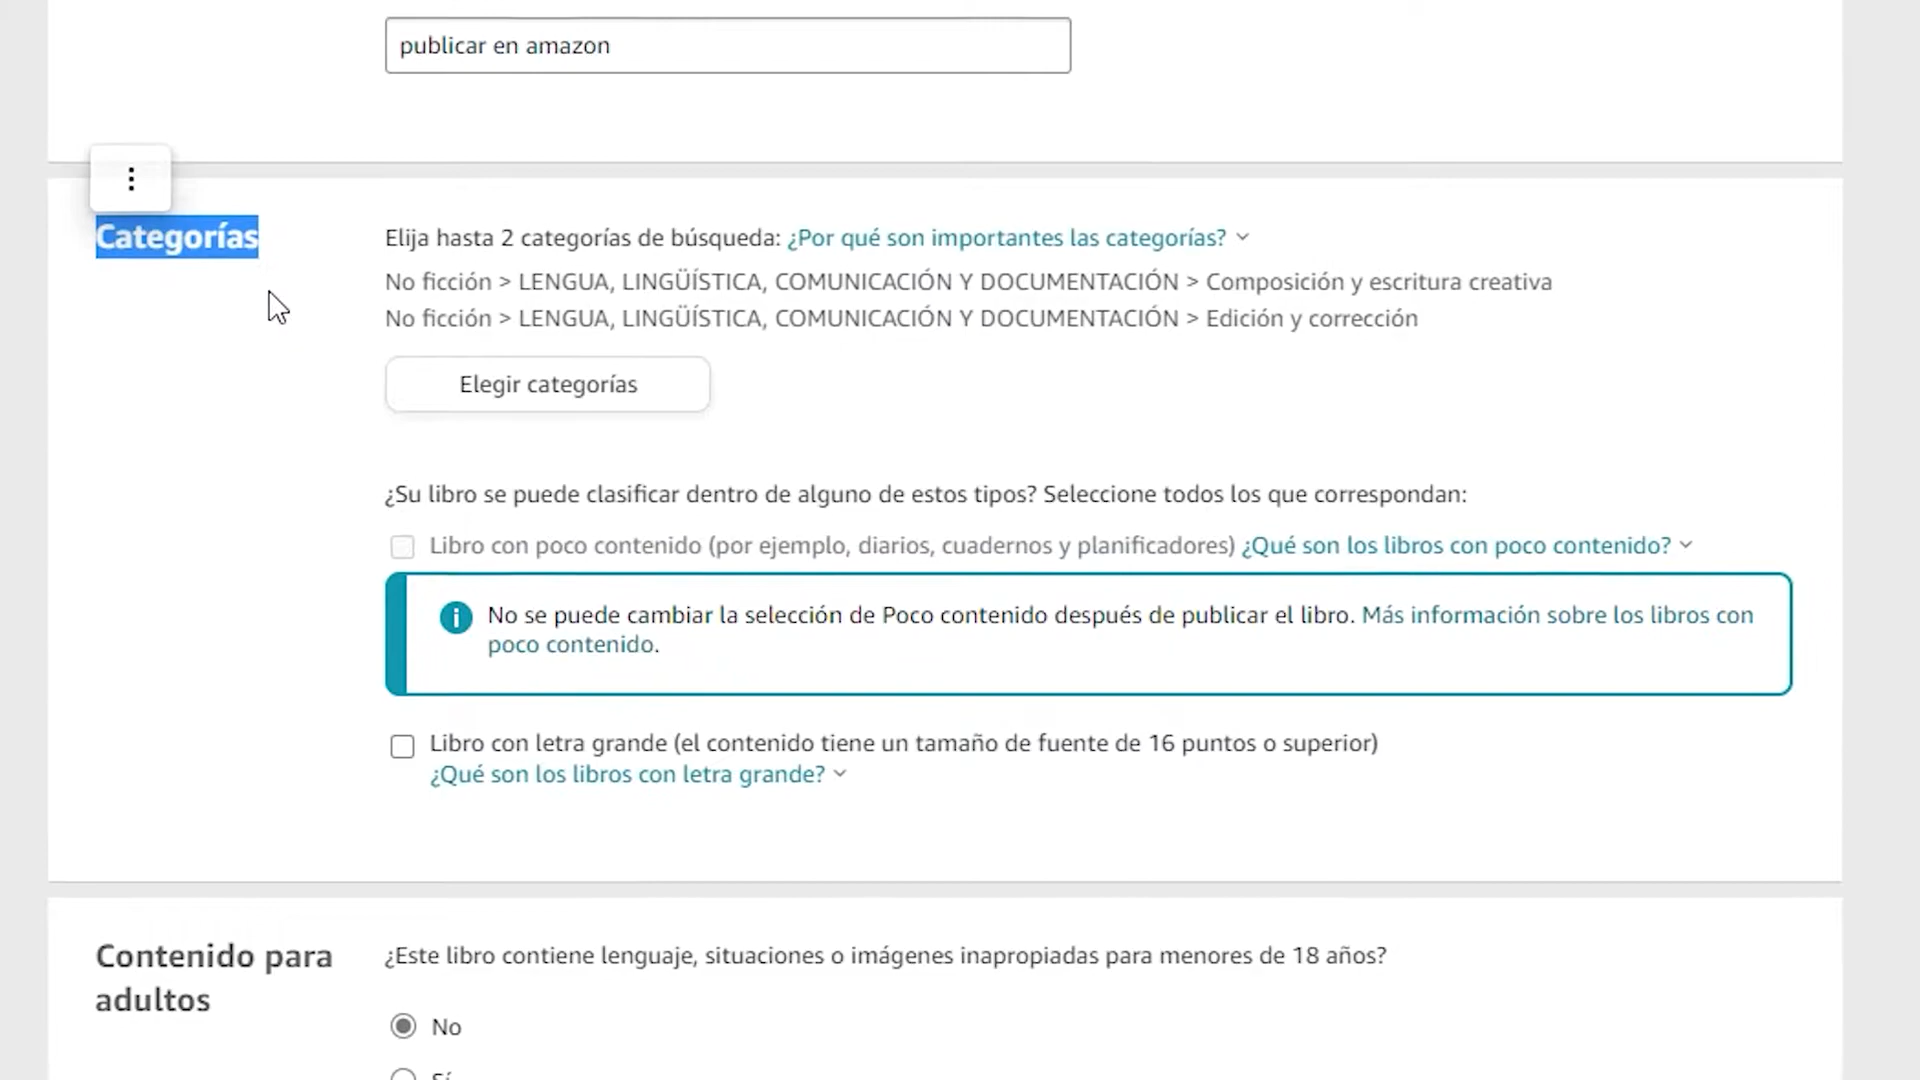 publicar en amazon
Categorías
Elija hasta 2 categorías de búsqueda: ¿Por qué son importantes las categorías?
No ficción > LENGUA, LINGÜÍSTICA, COMUNICACIÓN Y DOCUMENTACIÓN > Composición y escritura creativa
No ficción > LENGUA, LINGÜÍSTICA, COMUNICACIÓN Y DOCUMENTACIÓN > Edición y corrección
Elegir categorías
¿Su libro se puede clasificar dentro de alguno de estos tipos? Seleccione todos los que correspondan:
Libro con poco contenido (por ejemplo, diarios, cuadernos y planificadores) ¿Qué son los libros con poco contenido?
No se puede cambiar la selección de Poco contenido después de publicar el libro. Más información sobre los libros con
poco contenido.
Libro con letra grande (el contenido tiene un tamaño de fuente de 16 puntos o superior)
¿Qué son los libros con letra grande?
Contenido para
adultos
¿Este libro contiene lenguaje, situaciones o imágenes inapropiadas para menores de 18 años?
No
Sí